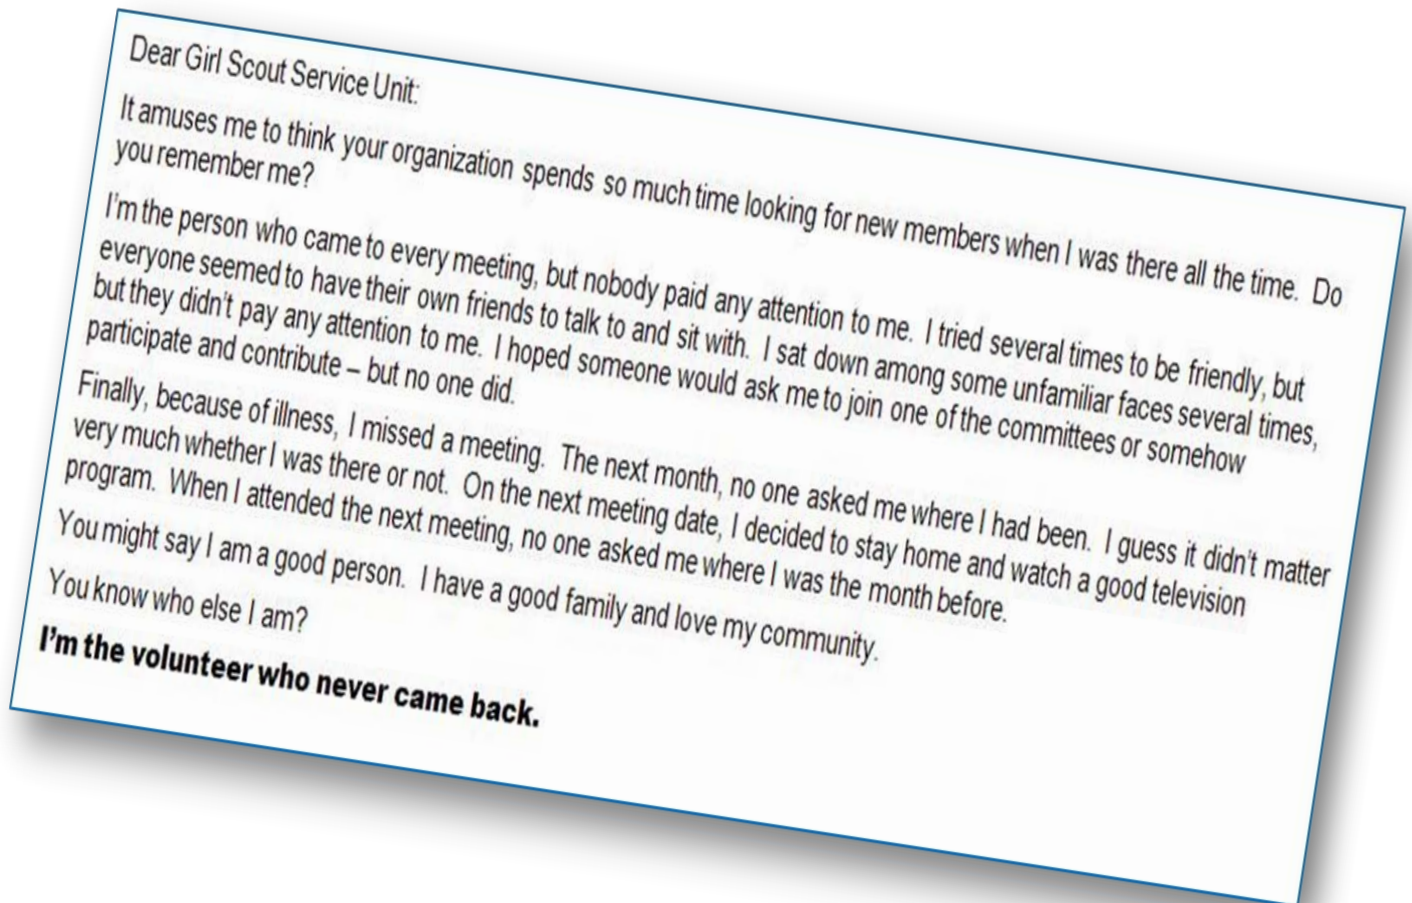 Dear Girl Scout Service Unit:
It amuses me to think your organization spends so much time looking for new members when I was there all the time. Do
you remember me?
I'm the person who came to every meeting, but nobody paid any attention to me. I tried several times to be friendly, but
everyone seemed to have their own friends to talk to and sit with. I sat down among some unfamiliar faces several times,
but they didn't pay any attention to me. I hoped someone would ask me to join one of the committees or somehow
participate and contribute – but no one did.
Finally, because of illness, I missed a meeting. The next month, no one asked me where I had been. I guess it didn't matter
very much whether I was there or not. On the next meeting date, I decided to stay home and watch a good television
program. When I attended the next meeting, no one asked me where I was the month before.
You might say I am a good person. I have a good family and love my community.
You know who else I am?
I'm the volunteer who never came back.